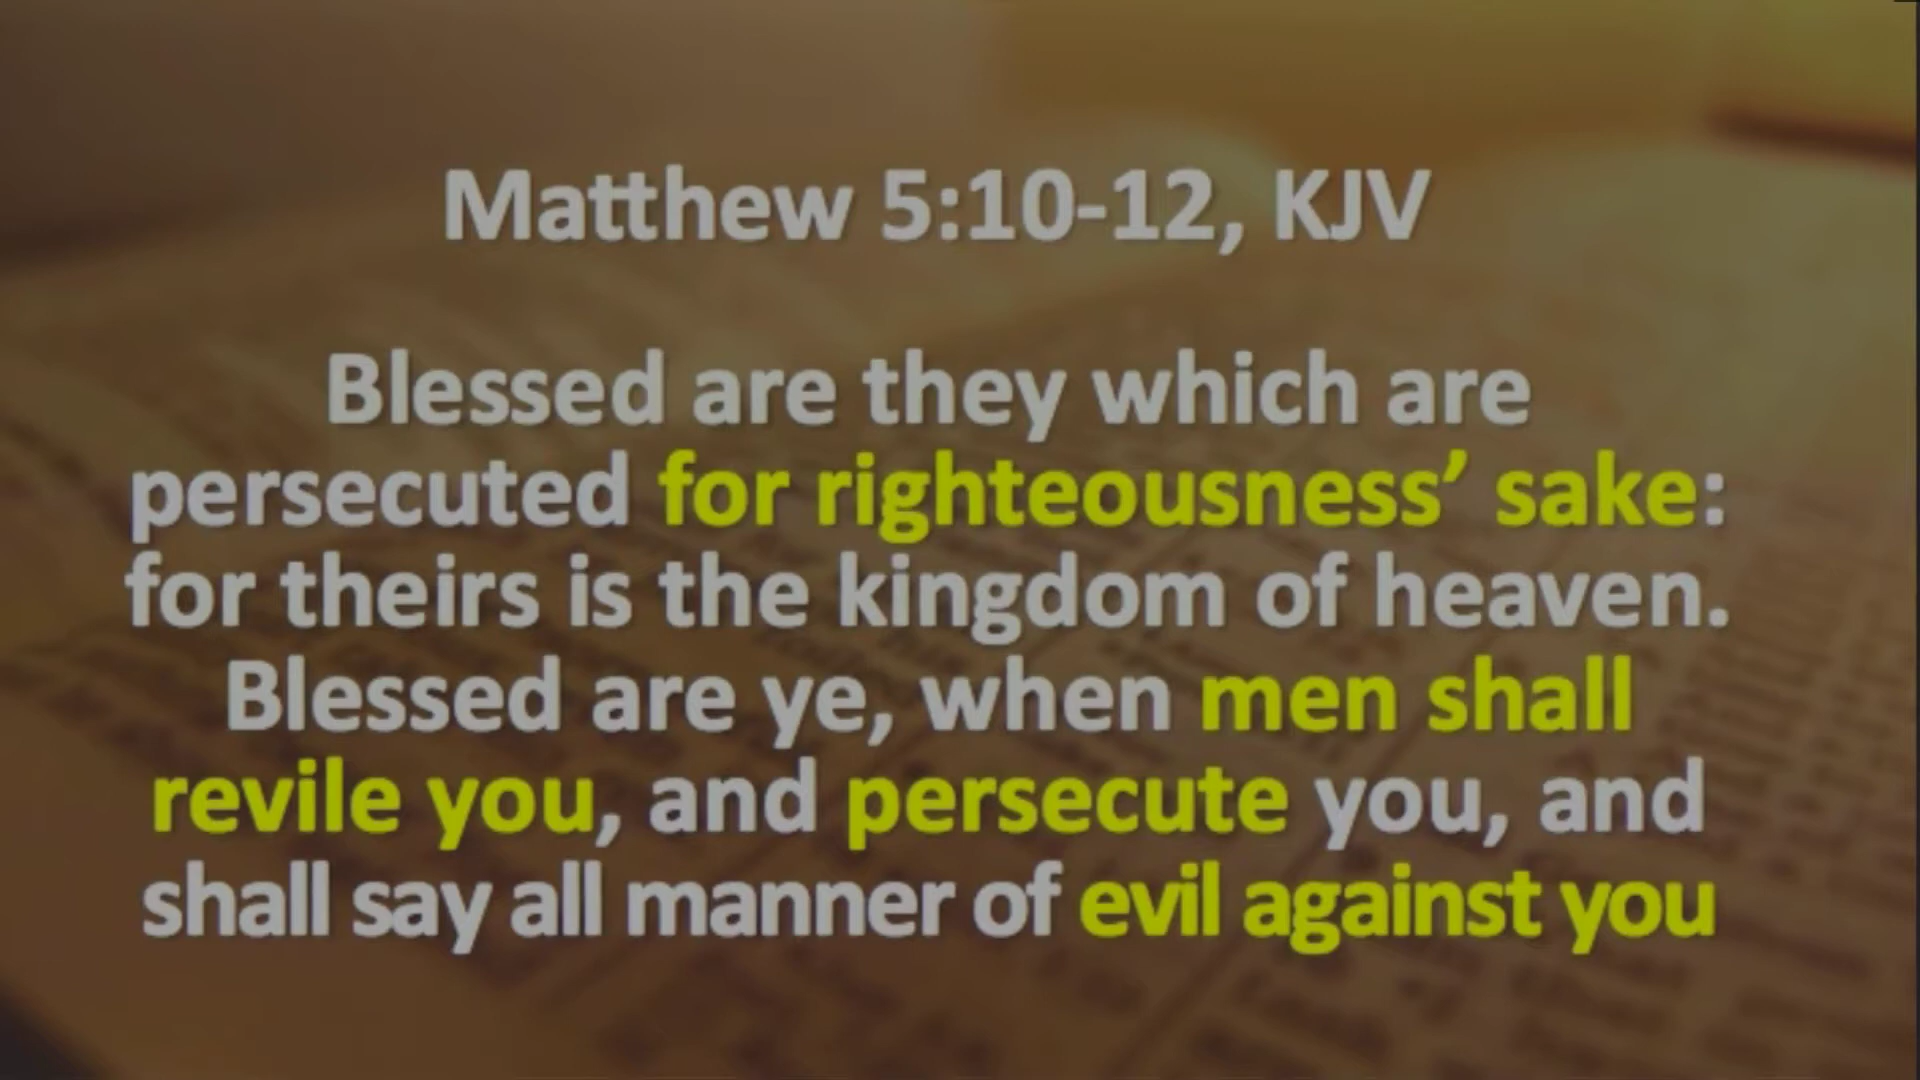 Matthew 5:10-12, KJV
Blessed are they which are
persecuted for righteousness’ sake:
for theirs is the kingdom of heaven.
Blessed are ye, when men shall
revile you, and persecute you, and
shall say all manner of evil against you